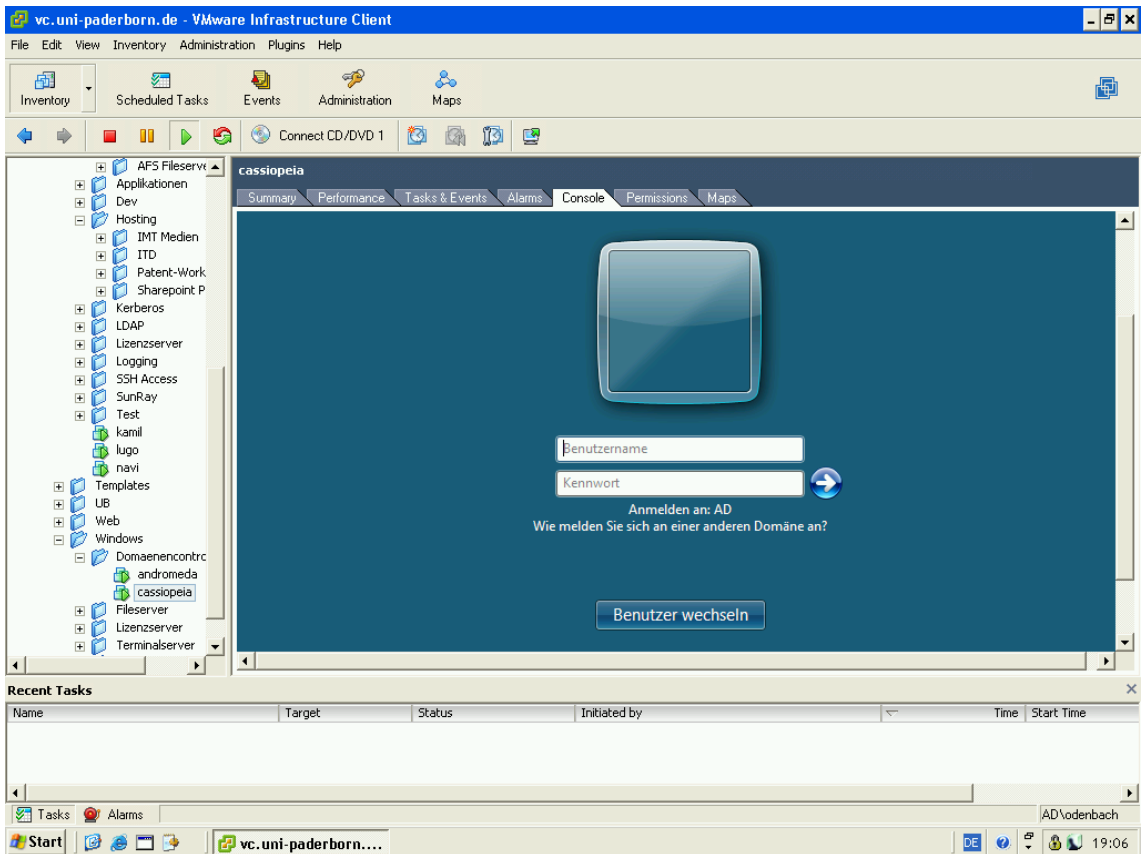 vc.uni-paderborn.de - VMware Infrastructure Client
File Edit View Inventory Administration Plugins Help
Inventory Scheduled Tasks Events Administration Maps
Connect CD/DVD 1
AFS Fileserve
Applikationen
Dev
Hosting
IMT Medien
ITD
Patent-Work
Sharepoint P
Kerberos
LDAP
Lizenzserver
Logging
SSH Access
SunRay
Test
kamil
lugo
navi
Templates
UB
Web
Windows
Domaenencontrc
andromeda
cassiopeia
Fileserver
Lizenzserver
Terminalserver
cassiopeia
Summary Performance Tasks & Events Alarms Console Permissions Maps
Benutzername
Kennwort
Anmelden an: AD
Wie melden Sie sich an einer anderen Domäne an?
Benutzer wechseln
Recent Tasks
Name Target Status Initiated by Time Start Time
Tasks Alarms AD\odenbach
Start vc.uni-paderborn.... DE 19:06